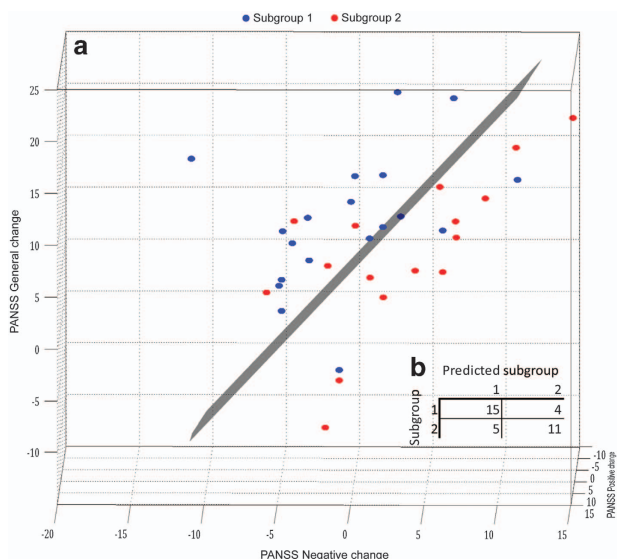 Subgroup 1 Subgroup 2
a
25
20
15
10
5
0
-5
-10
PANSS General change
b Predicted subgroup
1 2
Subgroup
1 15 4
2 5 11
-10
-5
0
5
10
15
PANSS Positive change
-20 -15 -10 -5 0 5 10 15
PANSS Negative change